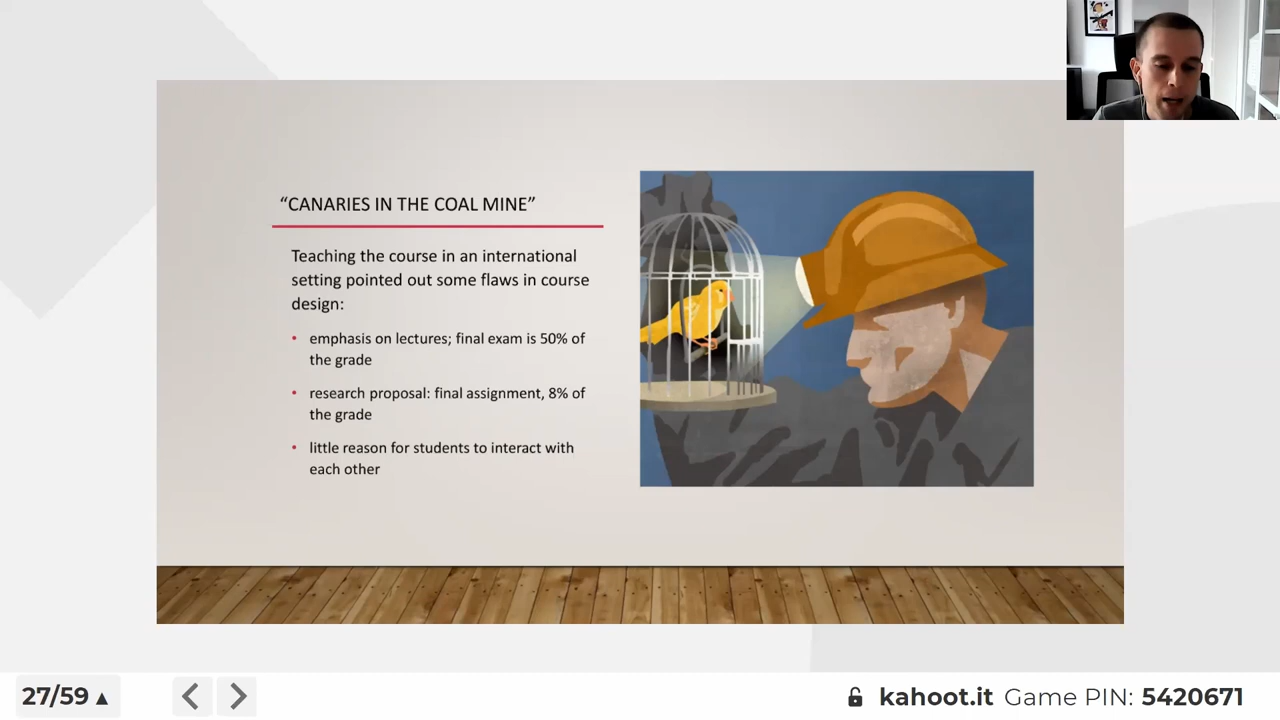 “CANARIES IN THE COAL MINE”
Teaching the course in an international
setting pointed out some flaws in course
design:
• emphasis on lectures; final exam is 50% of
the grade
• research proposal: final assignment, 8% of
the grade
• little reason for students to interact with
each other
27/59 ▲
kahoot.it Game PIN: 5420671